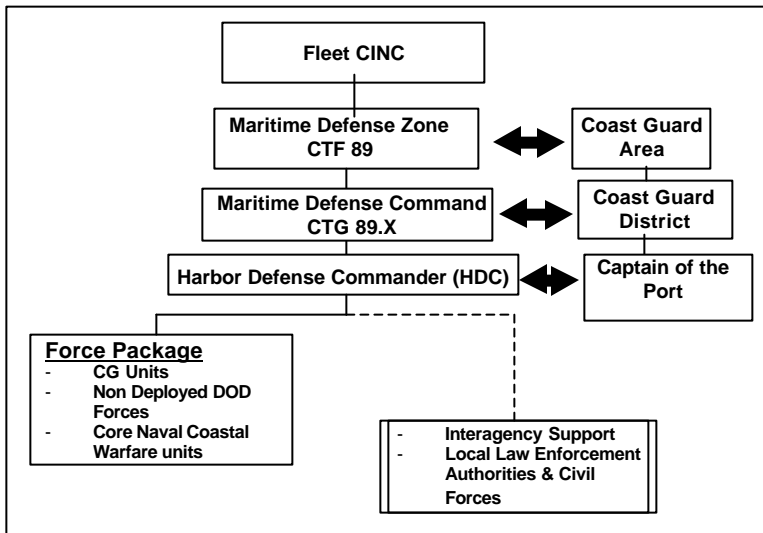 Fleet CINC
Maritime Defense Zone
CTF 89
Coast Guard
Area
Maritime Defense Command
CTG 89.X
Coast Guard
District
Harbor Defense Commander (HDC)
Captain of the
Port
Force Package
- CG Units
- Non Deployed DOD
Forces
- Core Naval Coastal
Warfare units
- Interagency Support
- Local Law Enforcement
Authorities & Civil
Forces